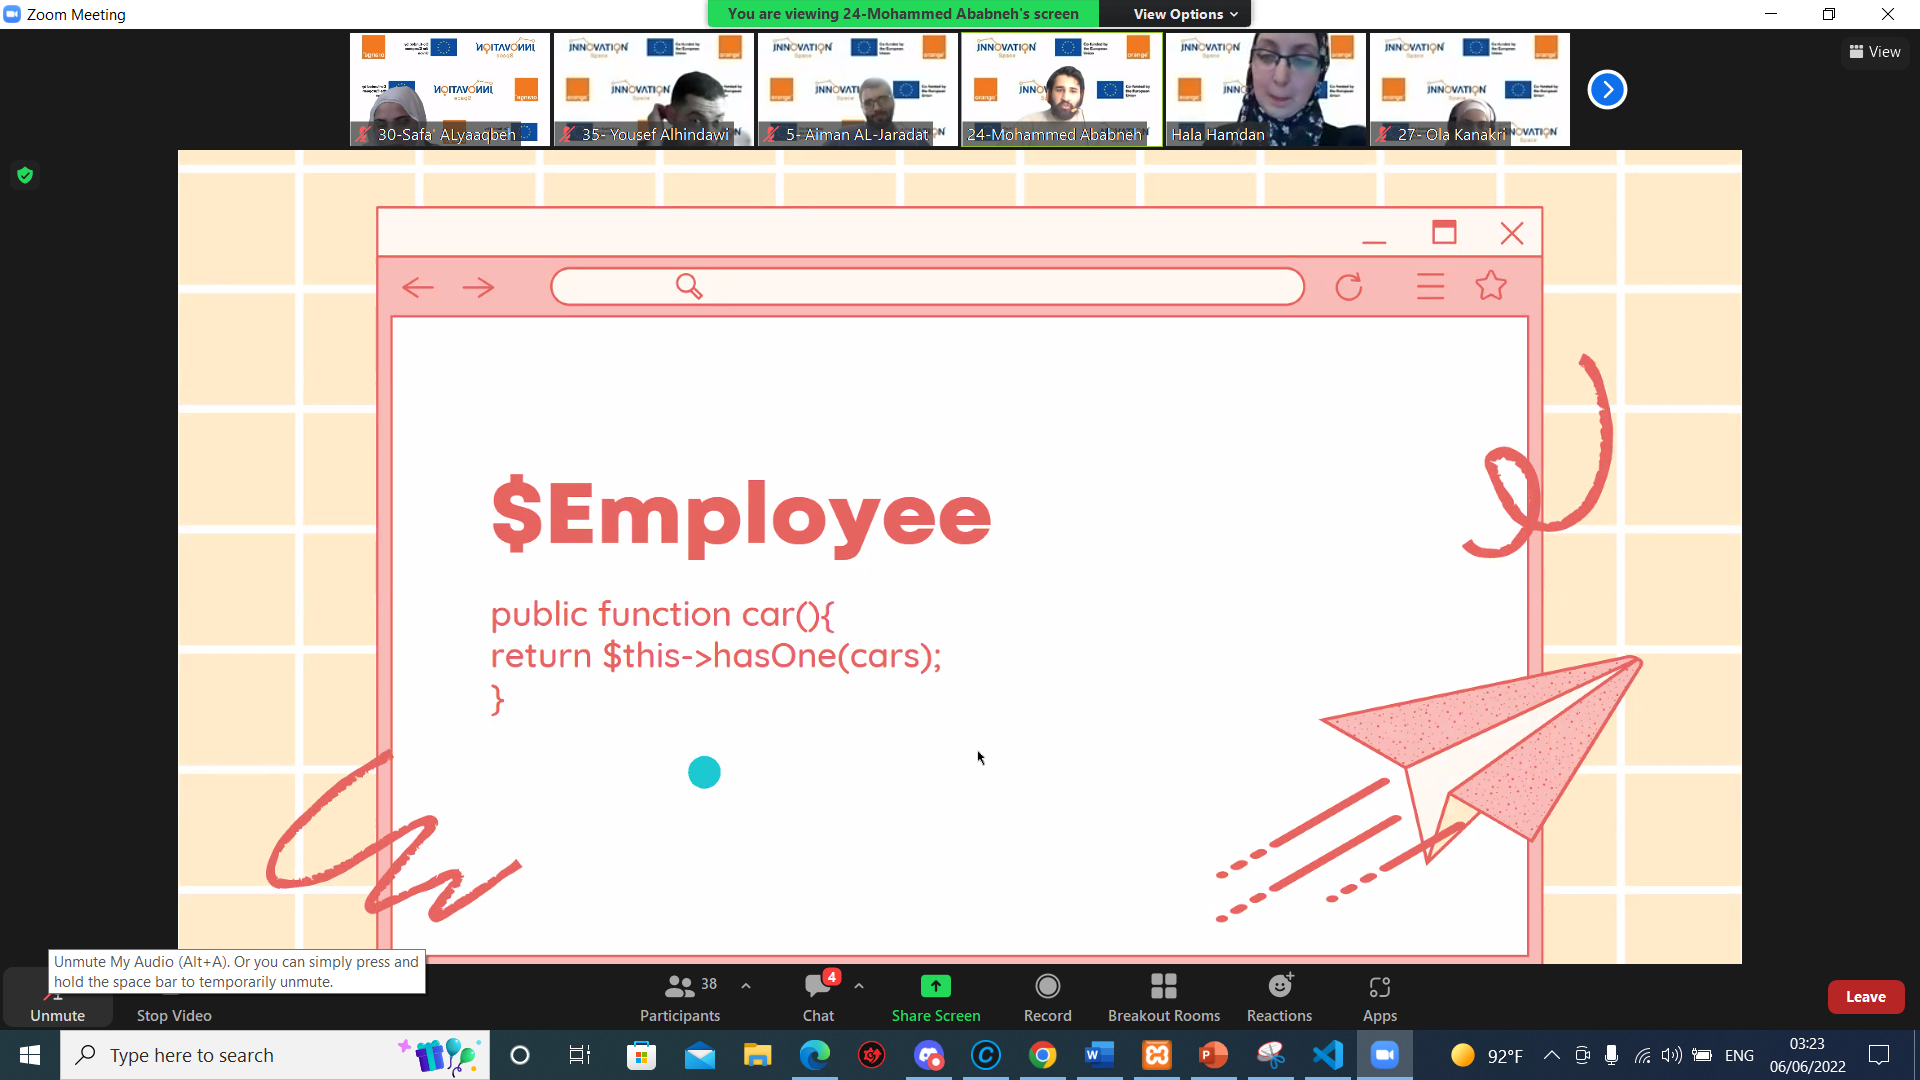 Zoom Meeting
You are viewing 24-Mohammed Ababneh's screen
View Options
View
30-Safa' ALyaaqbeh
35- Yousef Alhindawi
5- Aiman AL-Jaradat
24-Mohammed Ababneh
Hala Hamdan
27- Ola Kanakri
$Employee
public function car(){
return $this->hasOne(cars);
}
Unmute My Audio (Alt+A). Or you can simply press and
hold the space bar to temporarily unmute.
Unmute
Stop Video
38
Participants
4
Chat
Share Screen
Record
Breakout Rooms
Reactions
Apps
Leave
Type here to search
92°F
ENG
03:23
06/06/2022